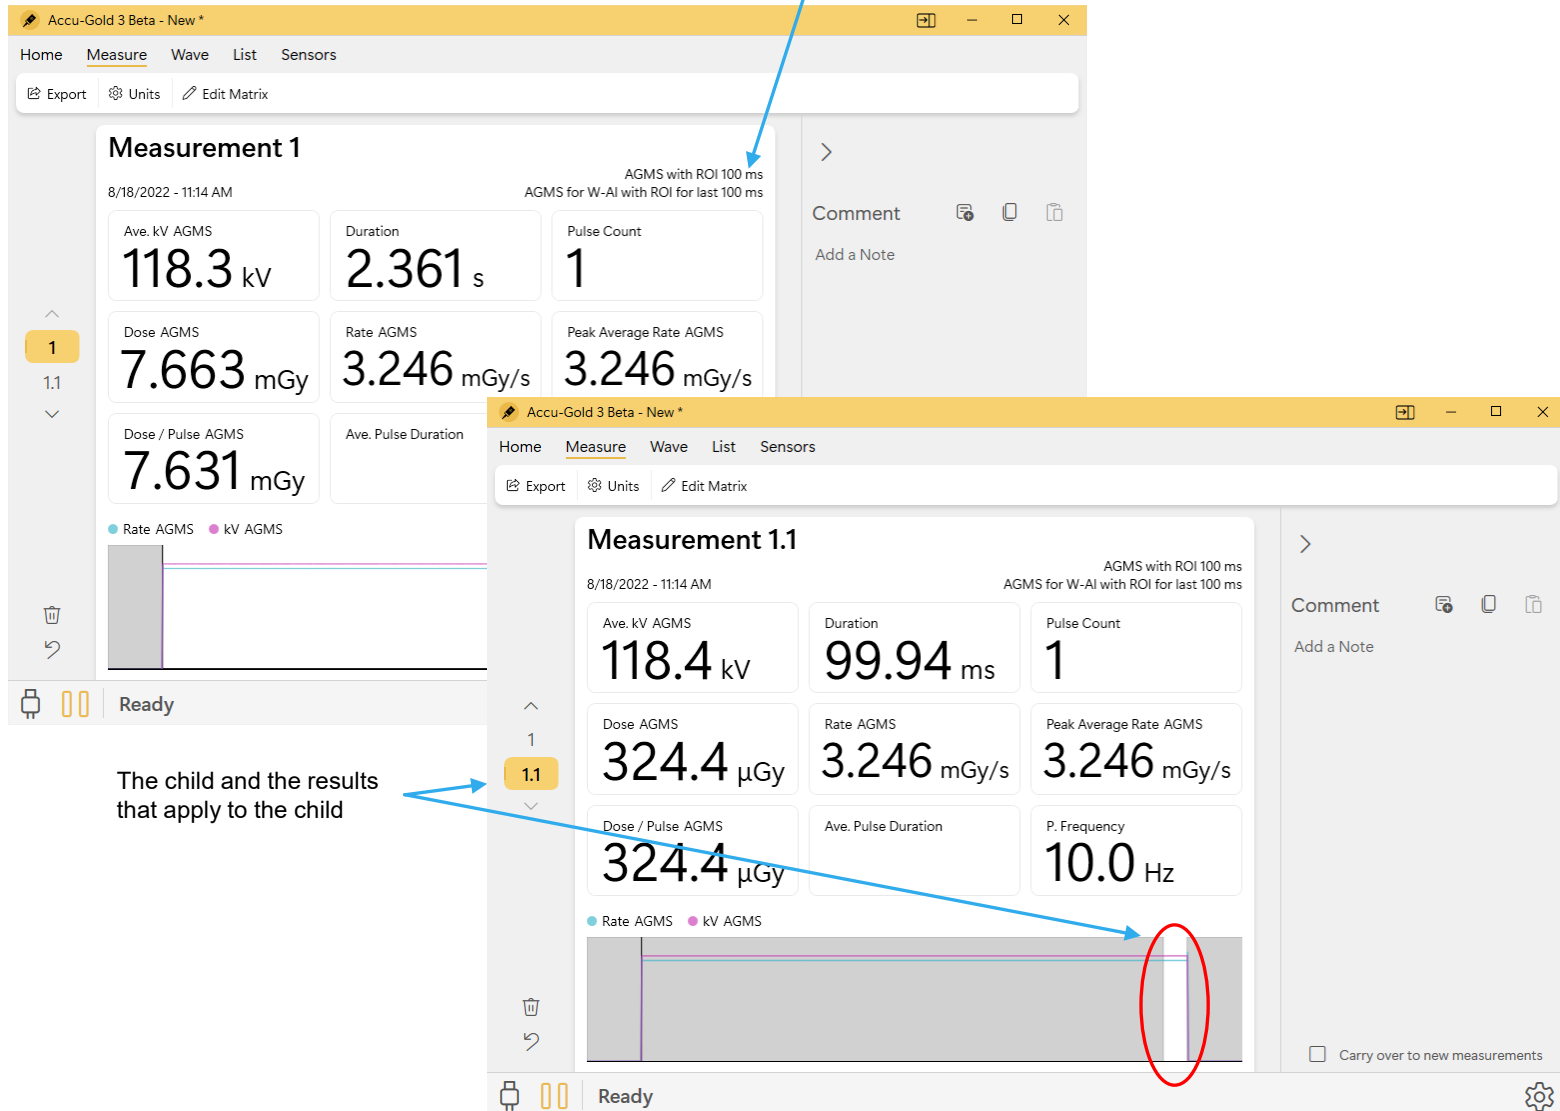 Accu-Gold 3 Beta - New *
Home Measure Wave List Sensors
Export Units Edit Matrix
Measurement 1
AGMS with ROI 100 ms
8/18/2022 - 11:14 AM
AGMS for W-Al with ROI for last 100 ms
Ave. kV AGMS
118.3 kV
Duration
2.361 s
Pulse Count
1
Dose AGMS
7.663 mGy
Rate AGMS
3.246 mGy/s
Peak Average Rate AGMS
3.246 mGy/s
Dose / Pulse AGMS
7.631 mGy
Ave. Pulse Duration
Rate AGMS kV AGMS
1
1.1
Comment
Add a Note
Ready
The child and the results
that apply to the child
Accu-Gold 3 Beta - New *
Home Measure Wave List Sensors
Export Units Edit Matrix
Measurement 1.1
AGMS with ROI 100 ms
8/18/2022 - 11:14 AM
AGMS for W-Al with ROI for last 100 ms
Ave. kV AGMS
118.4 kV
Duration
99.94 ms
Pulse Count
1
Dose AGMS
324.4 µGy
Rate AGMS
3.246 mGy/s
Peak Average Rate AGMS
3.246 mGy/s
Dose / Pulse AGMS
324.4 µGy
Ave. Pulse Duration
P. Frequency
10.0 Hz
Rate AGMS kV AGMS
1
1.1
Comment
Add a Note
Carry over to new measurements
Ready